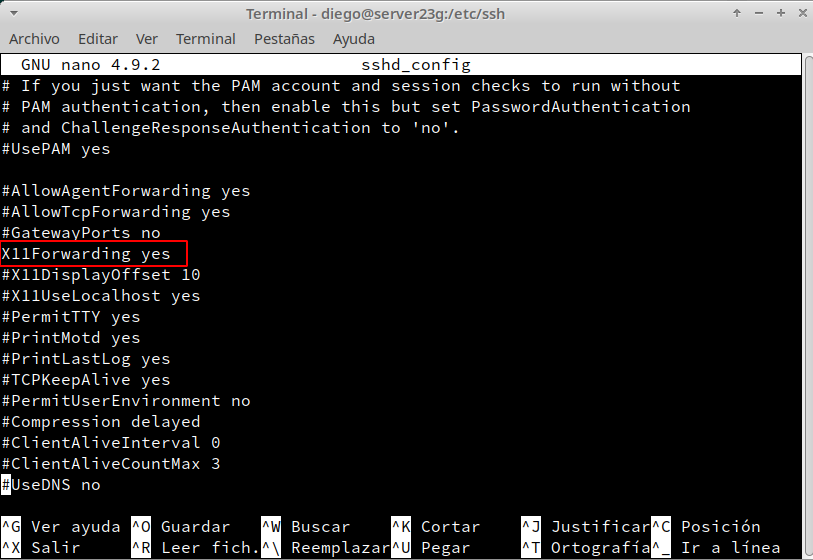 Terminal - diego@server23g:/etc/ssh
Archivo Editar Ver Terminal Pestañas Ayuda
GNU nano 4.9.2 sshd_config
# If you just want the PAM account and session checks to run without
# PAM authentication, then enable this but set PasswordAuthentication
# and ChallengeResponseAuthentication to 'no'.
#UsePAM yes
#AllowAgentForwarding yes
#AllowTcpForwarding yes
#GatewayPorts no
X11Forwarding yes
#X11DisplayOffset 10
#X11UseLocalhost yes
#PermitTTY yes
#PrintMotd yes
#PrintLastLog yes
#TCPKeepAlive yes
#PermitUserEnvironment no
#Compression delayed
#ClientAliveInterval 0
#ClientAliveCountMax 3
#UseDNS no
^G Ver ayuda ^O Guardar ^W Buscar ^K Cortar ^J Justificar^C Posición
^X Salir ^R Leer fich.^\ Reemplazar^U Pegar ^T Ortografía^_ Ir a línea